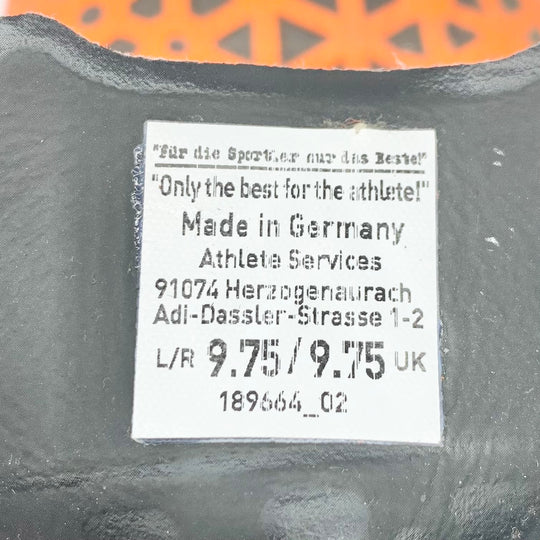 "Für die Sportler nur das Beste!"
"Only the best for the athlete!"
Made in Germany
Athlete Services
91074 Herzogenaurach
Adi-Dassler-Strasse 1-2
L/R 9.75/9.75 UK
189664_02